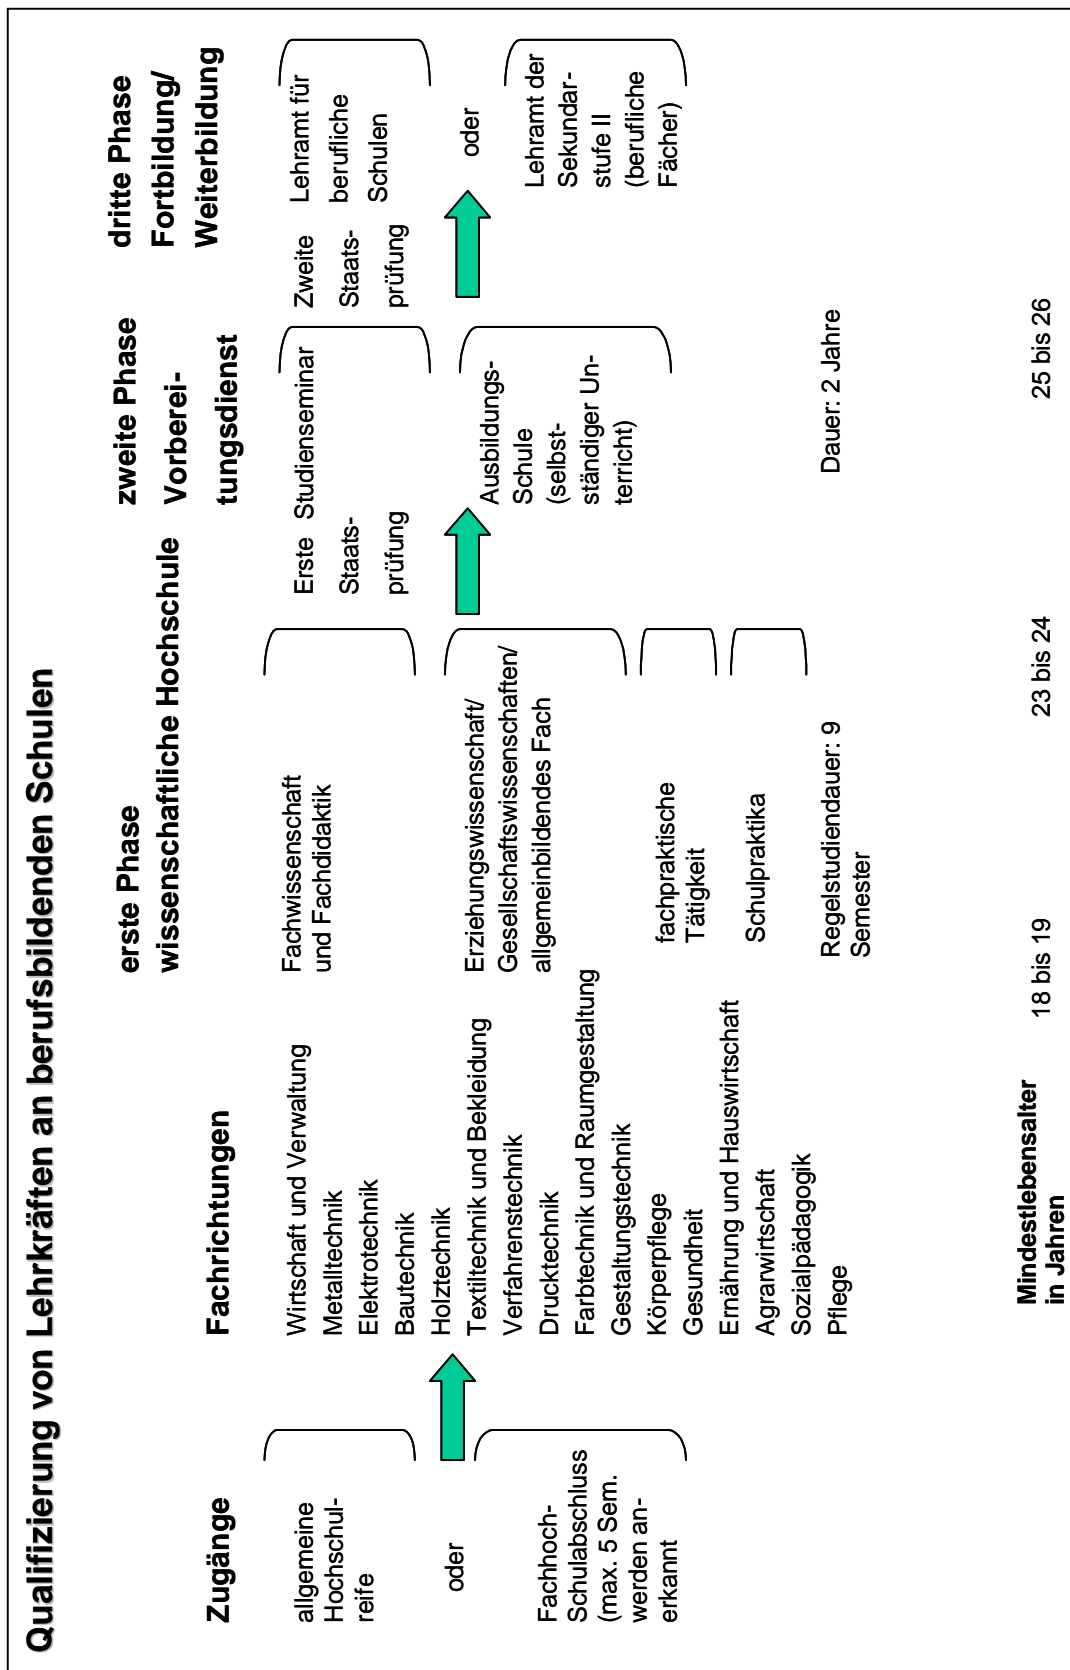 Qualifizierung von Lehrkräften an berufsbildenden Schulen
Zugänge
allgemeine
Hochschul-
reife
oder
Fachhoch-
Schulabschluss
(max. 5 Sem.
werden an-
erkannt
Fachrichtungen
Wirtschaft und Verwaltung
Metalltechnik
Elektrotechnik
Bautechnik
Holztechnik
Textiltechnik und Bekleidung
Verfahrenstechnik
Drucktechnik
Farbtechnik und Raumgestaltung
Gestaltungstechnik
Körperpflege
Gesundheit
Ernährung und Hauswirtschaft
Agrarwirtschaft
Sozialpädagogik
Pflege
erste Phase
wissenschaftliche Hochschule
Fachwissenschaft
und Fachdidaktik
Erziehungswissenschaft/
Gesellschaftswissenschaften/
allgemeinbildendes Fach
fachpraktische
Tätigkeit
Schulpraktika
Regelstudiendauer: 9
Semester
zweite Phase
Vorberei-
tungsdienst
Erste Studienseminar
Staats-
prüfung
Ausbildungs-
Schule
(selbst-
ständiger Un-
terricht)
Dauer: 2 Jahre
dritte Phase
Fortbildung/
Weiterbildung
Zweite
Staats-
prüfung
Lehramt für
berufliche
Schulen
oder
Lehramt der
Sekundar-
stufe II
(berufliche
Fächer)
Mindestlebensalter
in Jahren
18 bis 19
23 bis 24
25 bis 26